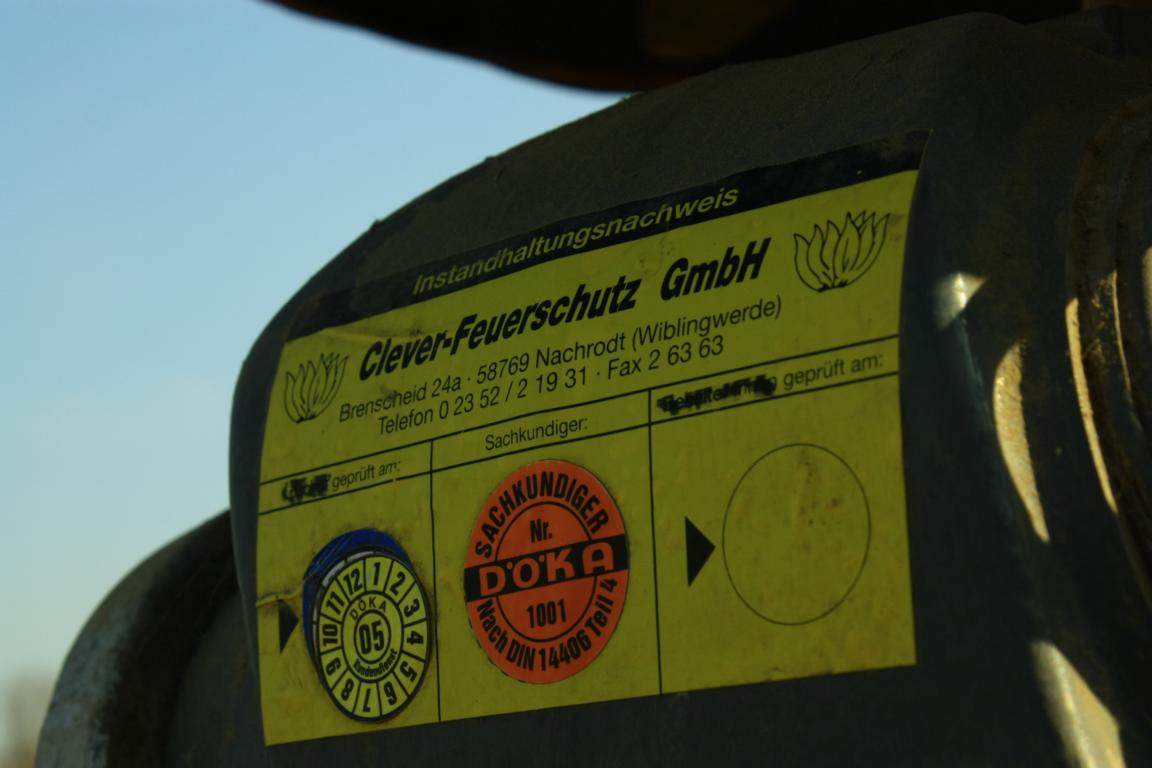 Instandhaltungsnachweis
Clever-Feuerschutz GmbH
Brenscheid 24a · 58769 Nachrodt (Wiblingwerde)
Telefon 0 23 52 / 2 19 31 · Fax 2 63 63
geprüft am:
Sachkundiger:
geprüft am:
12 1 2 3 4 5 6 7 8 9 10 11
DÖKA
05
Kundendienst
SACHKUNDIGER
Nr.
DÖKA
1001
Nach DIN 14406 Teil 4